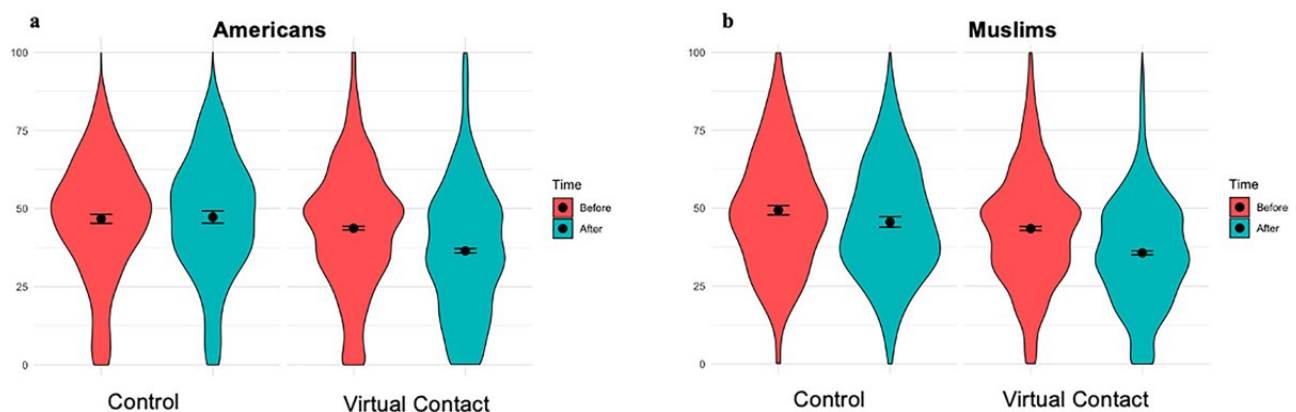 a
Americans
100
75
50
25
0
Control
Virtual Contact
Time
Before
After
b
Muslims
100
75
50
25
0
Control
Virtual Contact
Time
Before
After